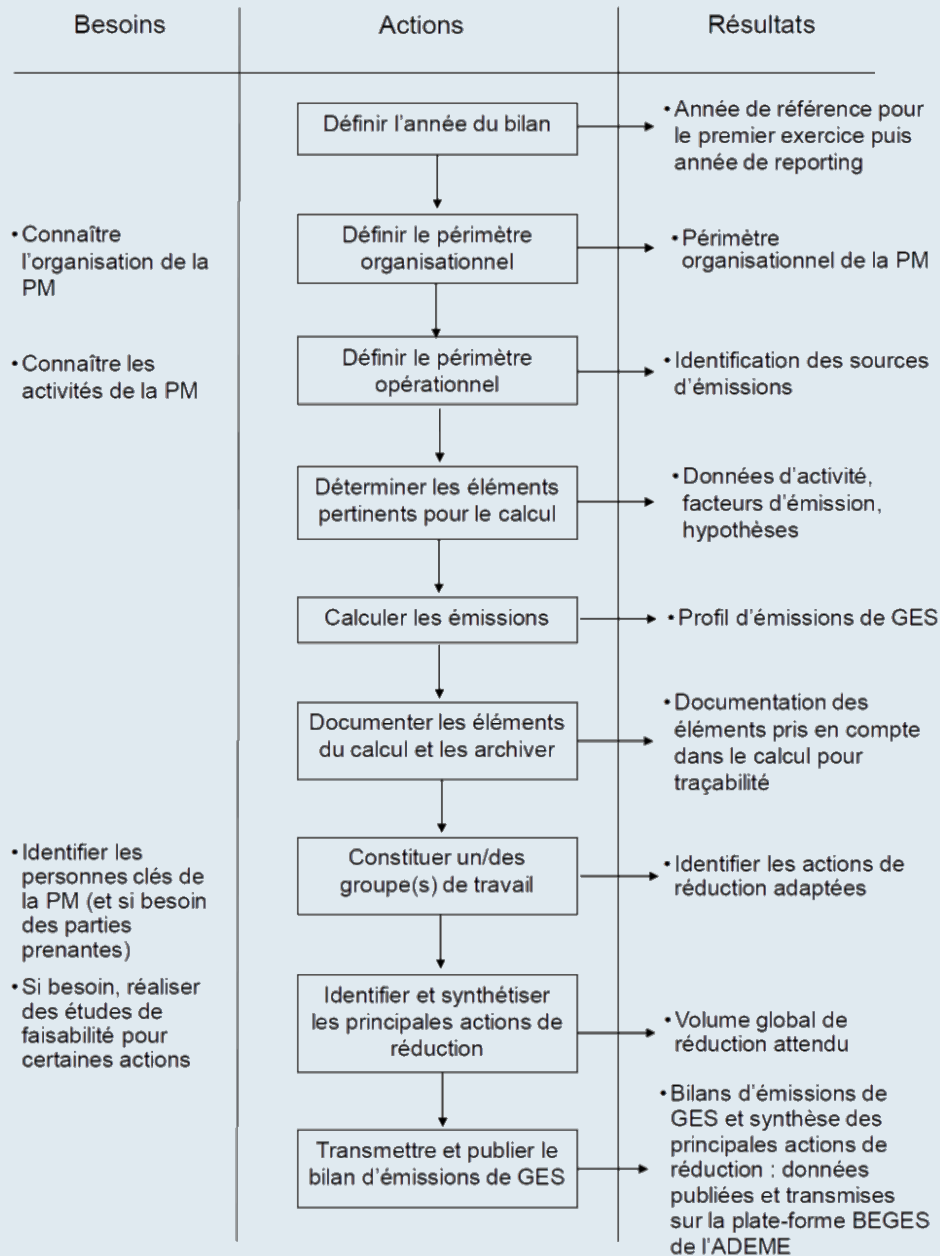 Besoins
Actions
Résultats
Définir l'année du bilan
• Année de référence pour
le premier exercice puis
année de reporting
• Connaître
l'organisation de la
PM
Définir le périmètre
organisationnel
• Périmètre
organisationnel de la PM
• Connaître les
activités de la PM
Définir le périmètre
opérationnel
• Identification des sources
d'émissions
Déterminer les éléments
pertinents pour le calcul
• Données d'activité,
facteurs d'émission,
hypothèses
Calculer les émissions
• Profil d'émissions de GES
Documenter les éléments
du calcul et les archiver
• Documentation des
éléments pris en compte
dans le calcul pour
traçabilité
• Identifier les
personnes clés de
la PM (et si besoin
des parties
prenantes)
Constituer un/des
groupe(s) de travail
• Identifier les actions de
réduction adaptées
• Si besoin, réaliser
des études de
faisabilité pour
certaines actions
Identifier et synthétiser
les principales actions de
réduction
• Volume global de
réduction attendu
Transmettre et publier le
bilan d'émissions de GES
• Bilans d'émissions de
GES et synthèse des
principales actions de
réduction : données
publiées et transmises
sur la plate-forme BEGES
de l'ADEME